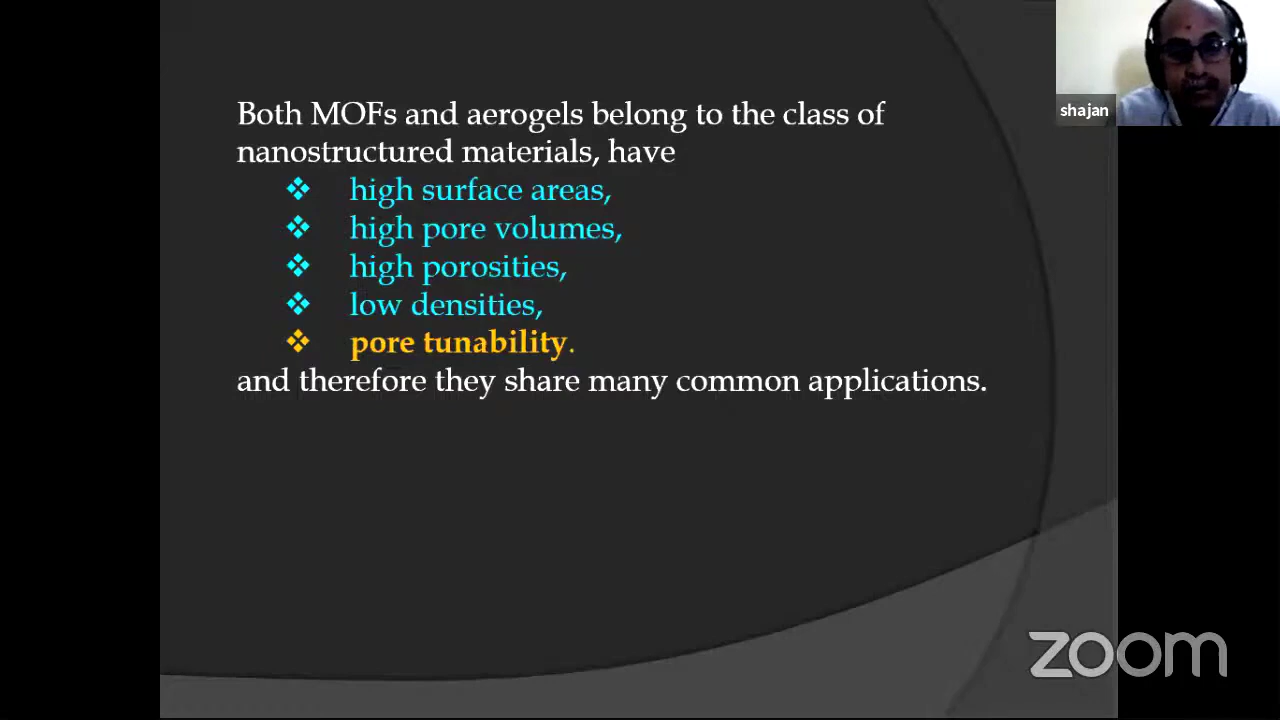 Both MOFs and aerogels belong to the class of
nanostructured materials, have
❖ high surface areas,
❖ high pore volumes,
❖ high porosities,
❖ low densities,
❖ pore tunability.
and therefore they share many common applications.
shajan
zoom